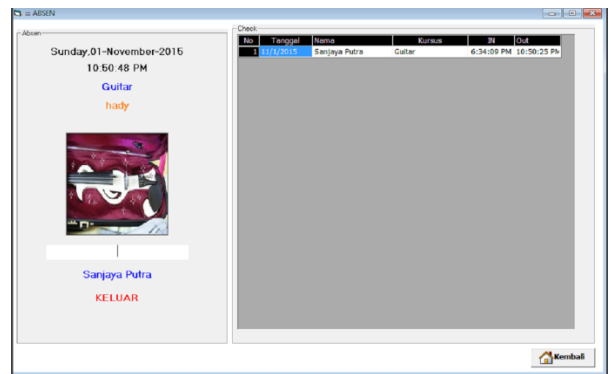 = ABSEN
Absen
Sunday,01-November-2015
10:50:48 PM
Guitar
hady
Sanjaya Putra
KELUAR
Check
No Tanggal Nama Kursus IN Out
1 11/1/2015 Sanjaya Putra Guitar 6:34:09 PM 10:50:25 PM
Kembali